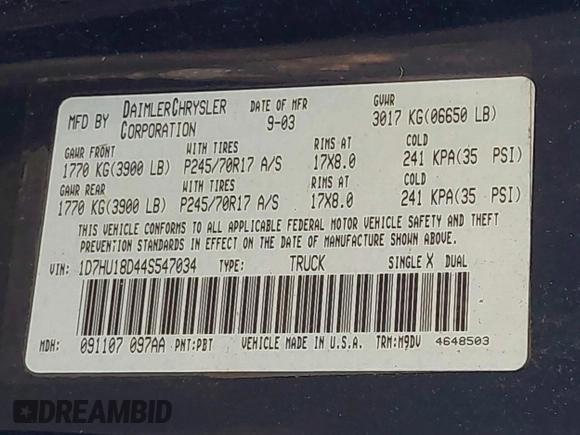 MFD BY DAIMLERCHRYSLER CORPORATION DATE OF MFR 9-03 GVWR 3017 KG(06650 LB)
GAWR FRONT WITH TIRES RIMS AT COLD
1770 KG(3900 LB) P245/70R17 A/S 17X8.0 241 KPA(35 PSI)
GAWR REAR WITH TIRES RIMS AT COLD
1770 KG(3900 LB) P245/70R17 A/S 17X8.0 241 KPA(35 PSI)
THIS VEHICLE CONFORMS TO ALL APPLICABLE FEDERAL MOTOR VEHICLE SAFETY AND THEFT
PREVENTION STANDARDS IN EFFECT ON THE DATE OF MANUFACTURE SHOWN ABOVE.
VIN: 1D7HU18D44S547034 TYPE: TRUCK SINGLE X DUAL
MDH: 091107 097AA PNT:PBT VEHICLE MADE IN U.S.A. TRM:M9DV 4648503
DREAMBID